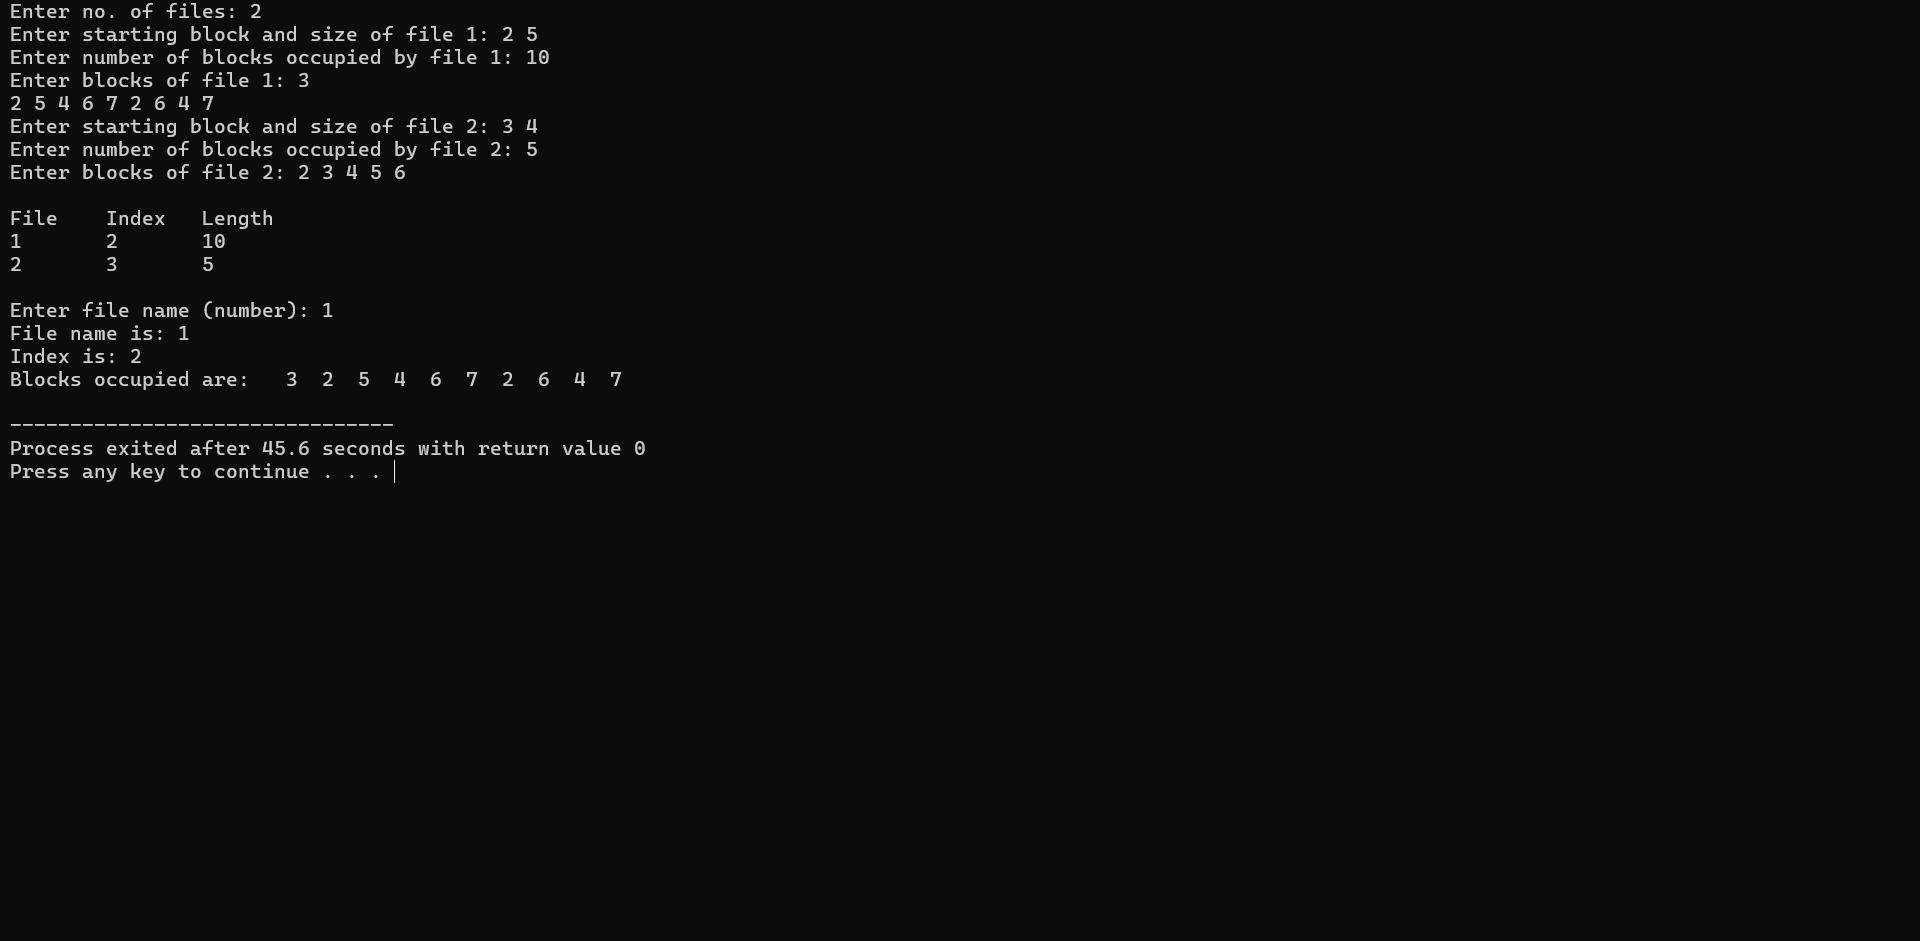 Enter no. of files: 2
Enter starting block and size of file 1: 2 5
Enter number of blocks occupied by file 1: 10
Enter blocks of file 1: 3
2 5 4 6 7 2 6 4 7
Enter starting block and size of file 2: 3 4
Enter number of blocks occupied by file 2: 5
Enter blocks of file 2: 2 3 4 5 6
File    Index   Length
1       2       10
2       3       5
Enter file name (number): 1
File name is: 1
Index is: 2
Blocks occupied are:   3  2  5  4  6  7  2  6  4  7
--------------------------------
Process exited after 45.6 seconds with return value 0
Press any key to continue . . .